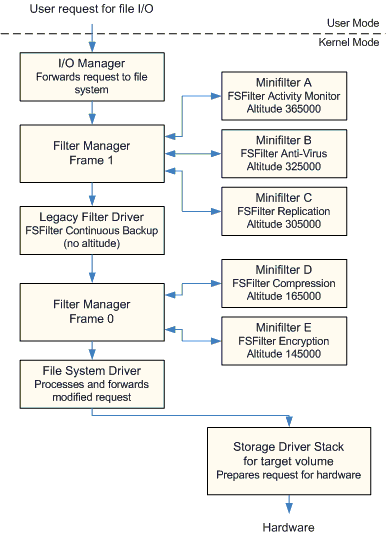 User request for file I/O
User Mode
Kernel Mode
I/O Manager
Forwards request to file
system
Minifilter A
FSFilter Activity Monitor
Altitude 365000
Filter Manager
Frame 1
Minifilter B
FSFilter Anti-Virus
Altitude 325000
Minifilter C
FSFilter Replication
Altitude 305000
Legacy Filter Driver
FSFilter Continuous Backup
(no altitude)
Minifilter D
FSFilter Compression
Altitude 165000
Filter Manager
Frame 0
Minifilter E
FSFilter Encryption
Altitude 145000
File System Driver
Processes and forwards
modified request
Storage Driver Stack
for target volume
Prepares request for hardware
Hardware